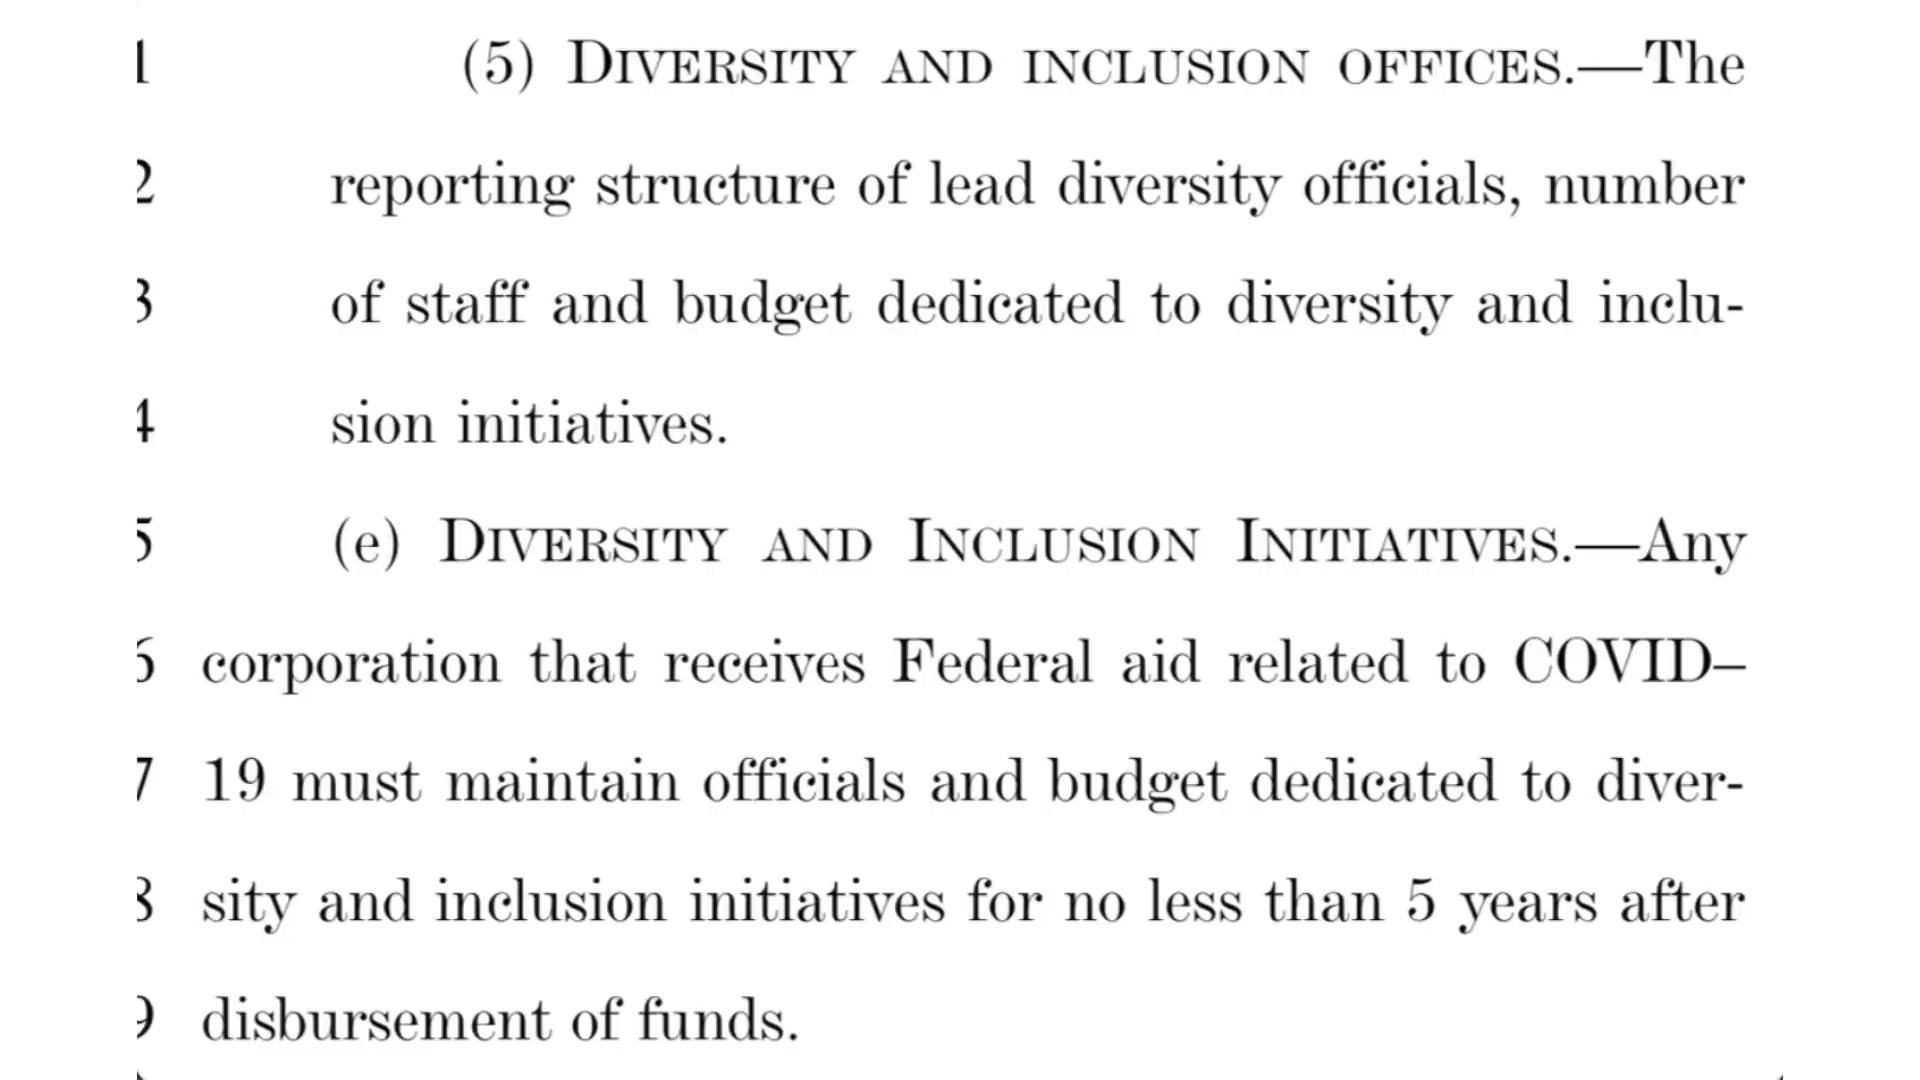 1 (5) DIVERSITY AND INCLUSION OFFICES.—The
2 reporting structure of lead diversity officials, number
3 of staff and budget dedicated to diversity and inclu-
4 sion initiatives.
5 (e) DIVERSITY AND INCLUSION INITIATIVES.—Any
6 corporation that receives Federal aid related to COVID–
7 19 must maintain officials and budget dedicated to diver-
8 sity and inclusion initiatives for no less than 5 years after
9 disbursement of funds.